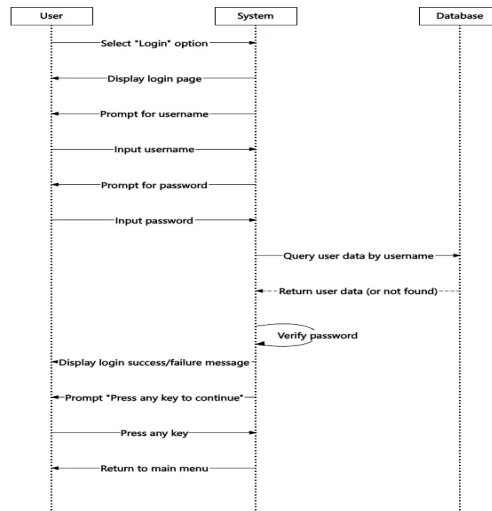 User System Database
Select "Login" option
Display login page
Prompt for username
Input username
Prompt for password
Input password
Query user data by username
Return user data (or not found)
Verify password
Display login success/failure message
Prompt "Press any key to continue"
Press any key
Return to main menu